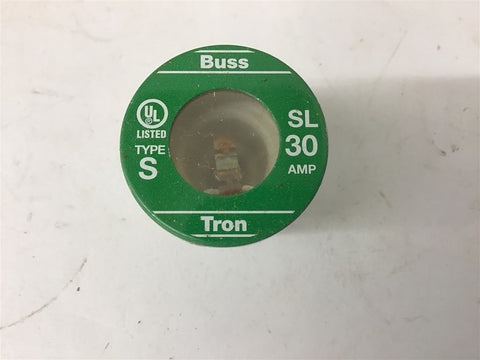 Buss
UL
LISTED
TYPE
S
SL
30
AMP
Tron